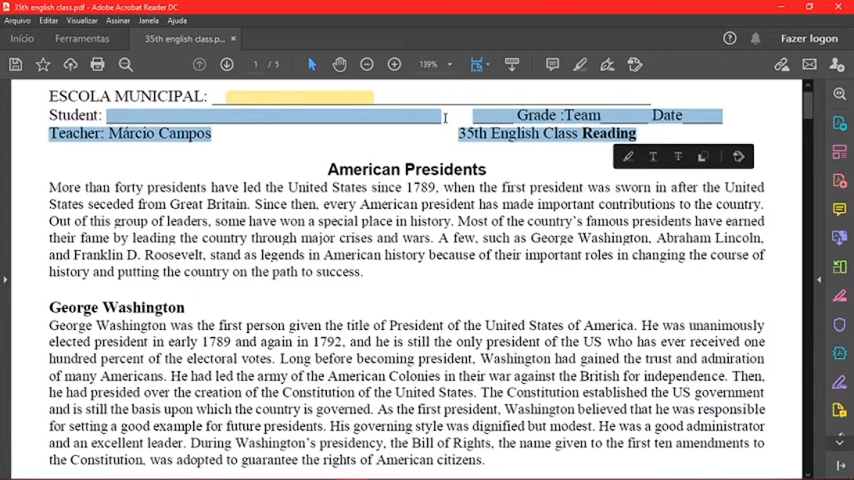 35th english class.pdf - Adobe Acrobat Reader DC
Arquivo Editar Visualizar Assinar Janela Ajuda
Início Ferramentas 35th english class.p... × Fazer logon
1 / 5 139%
ESCOLA MUNICIPAL:
Student: Grade :Team Date
Teacher: Márcio Campos 35th English Class Reading
American Presidents
More than forty presidents have led the United States since 1789, when the first president was sworn in after the United
States seceded from Great Britain. Since then, every American president has made important contributions to the country.
Out of this group of leaders, some have won a special place in history. Most of the country's famous presidents have earned
their fame by leading the country through major crises and wars. A few, such as George Washington, Abraham Lincoln,
and Franklin D. Roosevelt, stand as legends in American history because of their important roles in changing the course of
history and putting the country on the path to success.
George Washington
George Washington was the first person given the title of President of the United States of America. He was unanimously
elected president in early 1789 and again in 1792, and he is still the only president of the US who has ever received one
hundred percent of the electoral votes. Long before becoming president, Washington had gained the trust and admiration
of many Americans. He had led the army of the American Colonies in their war against the British for independence. Then,
he had presided over the creation of the Constitution of the United States. The Constitution established the US government
and is still the basis upon which the country is governed. As the first president, Washington believed that he was responsible
for setting a good example for future presidents. His governing style was dignified but modest. He was a good administrator
and an excellent leader. During Washington's presidency, the Bill of Rights, the name given to the first ten amendments to
the Constitution, was adopted to guarantee the rights of American citizens.